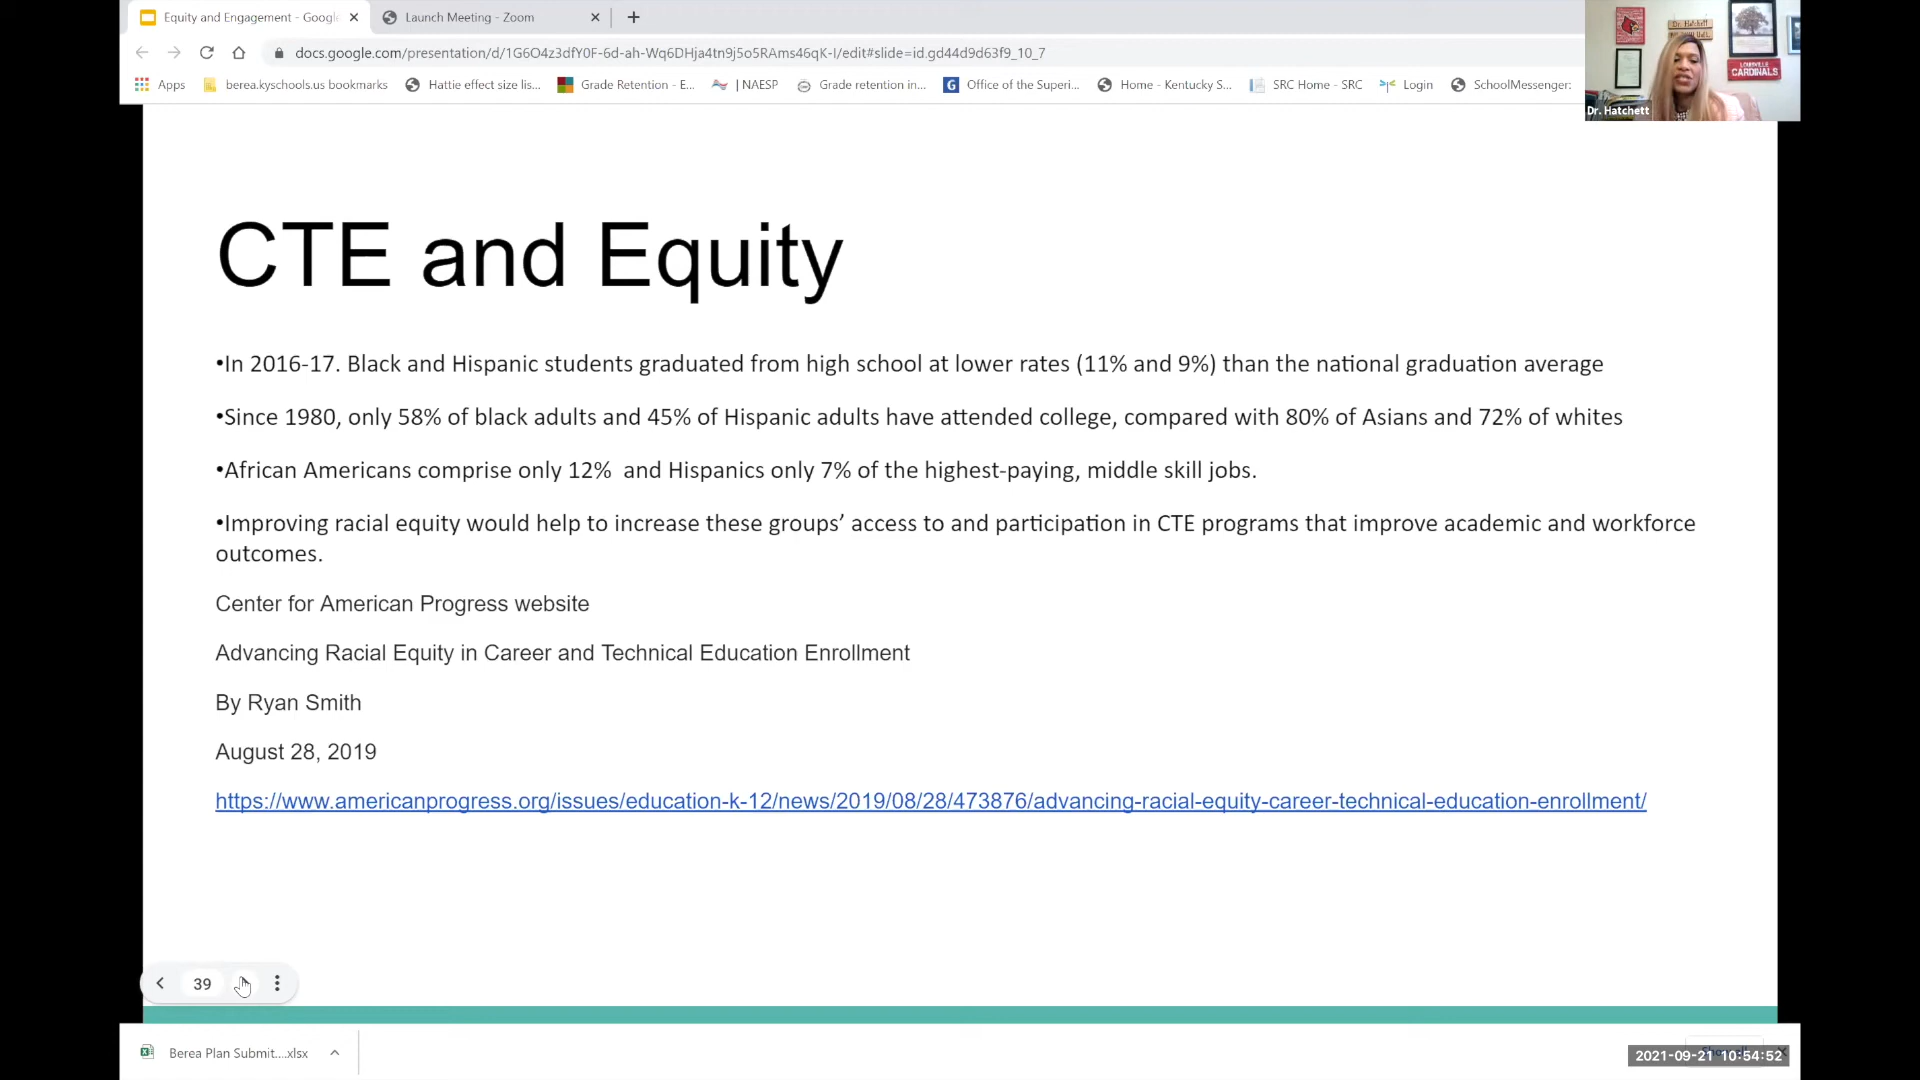 Equity and Engagement - Google
Launch Meeting - Zoom
docs.google.com/presentation/d/1G6O4z3dfY0F-6d-ah-Wq6DHja4tn9j5o5RAms46qK-I/edit#slide=id.gd44d9d63f9_10_7
Apps
berea.kyschools.us bookmarks
Hattie effect size lis...
Grade Retention - E...
| NAESP
Grade retention in...
Office of the Superi...
Home - Kentucky S...
SRC Home - SRC
Login
SchoolMessenger:
Dr. Hatchett
LOUISVILLE
CARDINALS
Dr. Hatchett
CTE and Equity
•In 2016-17. Black and Hispanic students graduated from high school at lower rates (11% and 9%) than the national graduation average
•Since 1980, only 58% of black adults and 45% of Hispanic adults have attended college, compared with 80% of Asians and 72% of whites
•African Americans comprise only 12%  and Hispanics only 7% of the highest-paying, middle skill jobs.
•Improving racial equity would help to increase these groups’ access to and participation in CTE programs that improve academic and workforce
outcomes.
Center for American Progress website
Advancing Racial Equity in Career and Technical Education Enrollment
By Ryan Smith
August 28, 2019
https://www.americanprogress.org/issues/education-k-12/news/2019/08/28/473876/advancing-racial-equity-career-technical-education-enrollment/
39
Berea Plan Submit....xlsx
2021-09-21 10:54:52